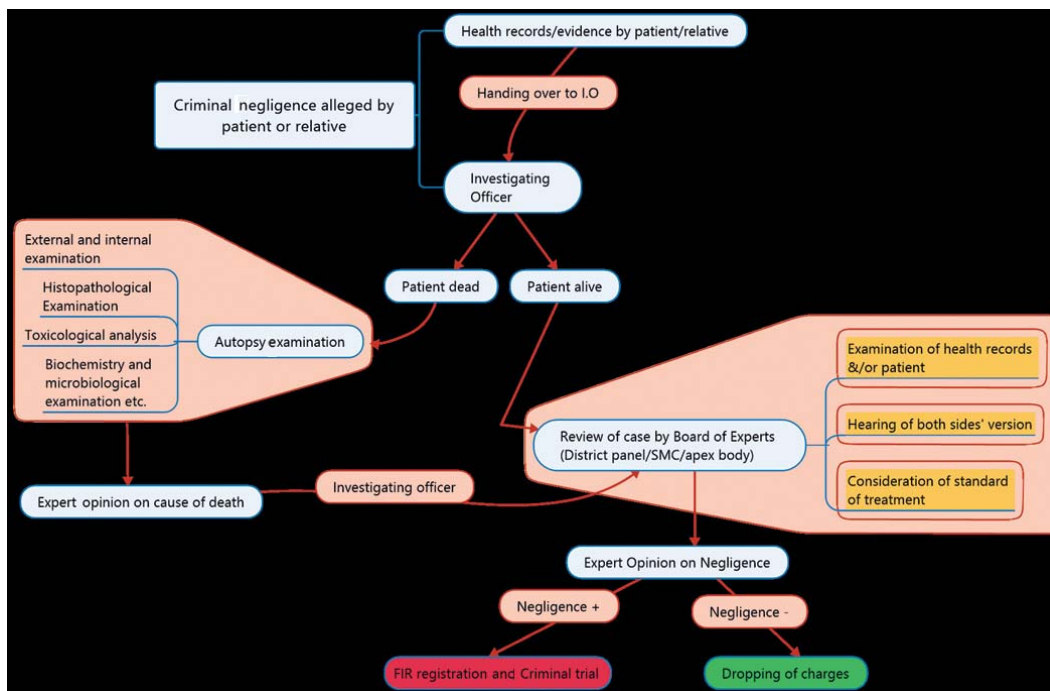 Health records/evidence by patient/relative
Handing over to I.O
Criminal negligence alleged by
patient or relative
Investigating
Officer
External and internal
examination
Histopathological
Examination
Toxicological analysis
Biochemistry and
microbiological
examination etc.
Autopsy examination
Patient dead
Patient alive
Examination of health records
&/or patient
Hearing of both sides' version
Consideration of standard
of treatment
Review of case by Board of Experts
(District panel/SMC/apex body)
Expert opinion on cause of death
Investigating officer
Expert Opinion on Negligence
Negligence +
Negligence -
FIR registration and Criminal trial
Dropping of charges